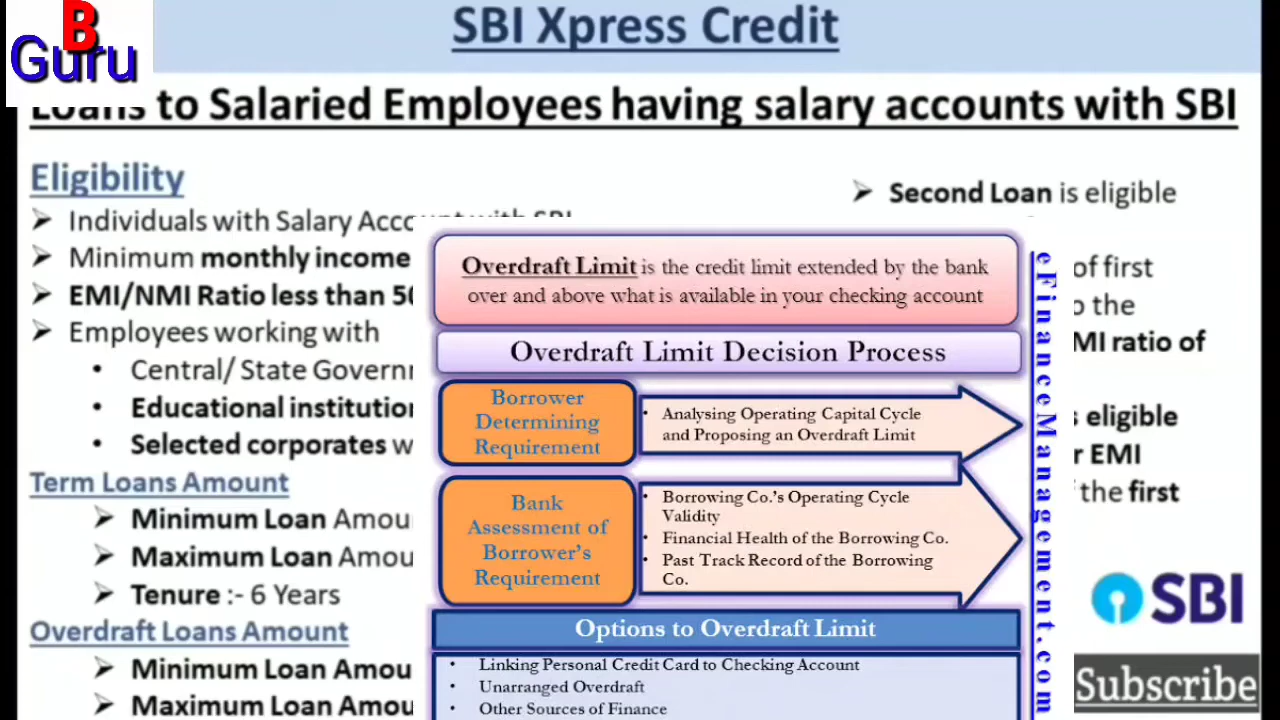 B
Guru
SBI Xpress Credit
Loans to Salaried Employees having salary accounts with SBI
Eligibility
➢ Individuals with Salary Account with SBI
➢ Minimum monthly income
➢ EMI/NMI Ratio less than
➢ Employees working with
• Central/ State
• Educational
• Selected corporates
Term Loans Amount
➢ Minimum Loan
➢ Maximum Loan
➢ Tenure :- 6 Years
Overdraft Loans Amount
➢ Minimum Loan
➢ Maximum Loan
➢ Second Loan is eligible
of first
the
ratio of
eligible
EMI
the first
Overdraft Limit is the credit limit extended by the bank
over and above what is available in your checking account
Overdraft Limit Decision Process
Borrower
Determining
Requirement
• Analysing Operating Capital Cycle
and Proposing an Overdraft Limit
Bank
Assessment of
Borrower's
Requirement
• Borrowing Co.'s Operating Cycle
Validity
• Financial Health of the Borrowing Co.
• Past Track Record of the Borrowing
Co.
Options to Overdraft Limit
• Linking Personal Credit Card to Checking Account
• Unarranged Overdraft
• Other Sources of Finance
eFinanceManagement.com
SBI
Subscribe